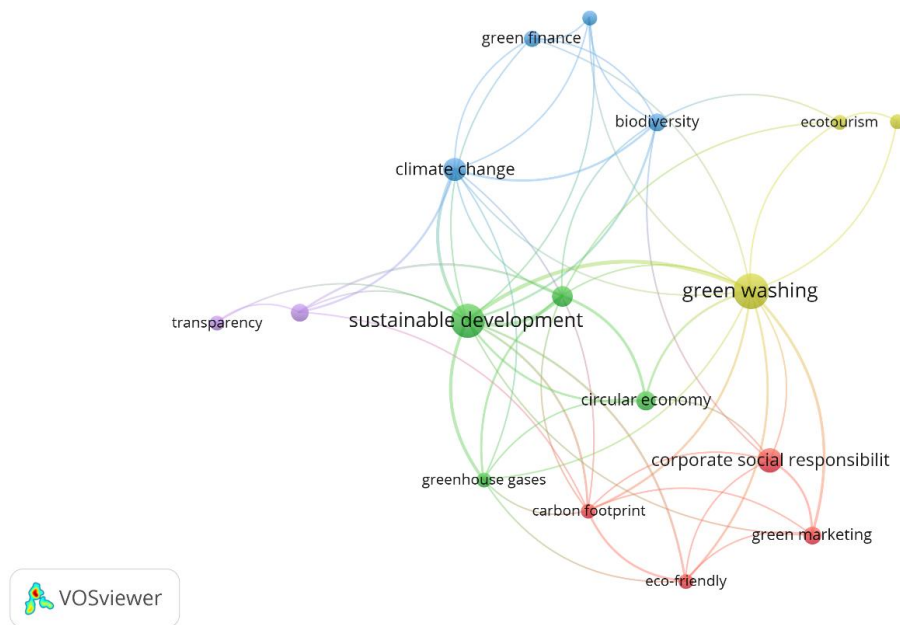 green finance
biodiversity
ecotourism
climate change
green washing
transparency
sustainable development
circular economy
corporate social responsibilit
greenhouse gases
carbon footprint
green marketing
eco-friendly
VOSviewer